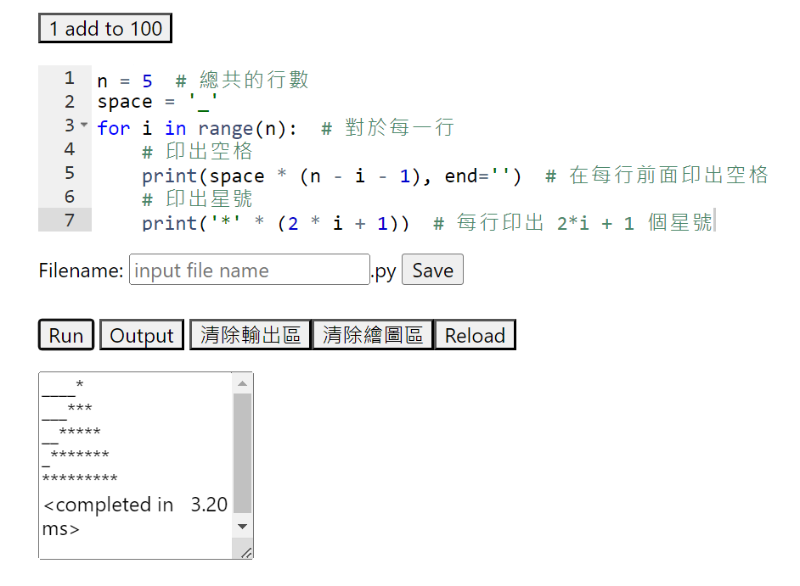 1 add to 100
1 n = 5  # 總共的行數
2 space = '_'
3 for i in range(n):  # 對於每一行
4     # 印出空格
5     print(space * (n - i - 1), end='')  # 在每行前面印出空格
6     # 印出星號
7     print('*' * (2 * i + 1))  # 每行印出 2*i + 1 個星號
Filename: input file name .py Save
Run Output 清除輸出區 清除繪圖區 Reload
____*
___***
__*****
_*******
*********
<completed in 3.20
ms>